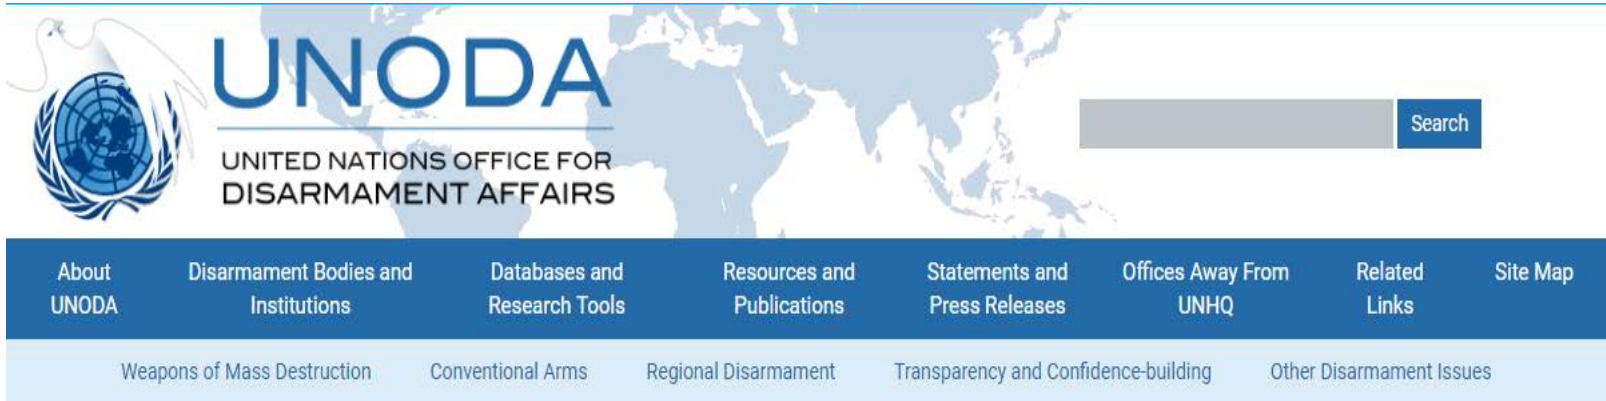 UNODA
UNITED NATIONS OFFICE FOR
DISARMAMENT AFFAIRS
Search
About
UNODA
Disarmament Bodies and
Institutions
Databases and
Research Tools
Resources and
Publications
Statements and
Press Releases
Offices Away From
UNHQ
Related
Links
Site Map
Weapons of Mass Destruction
Conventional Arms
Regional Disarmament
Transparency and Confidence-building
Other Disarmament Issues